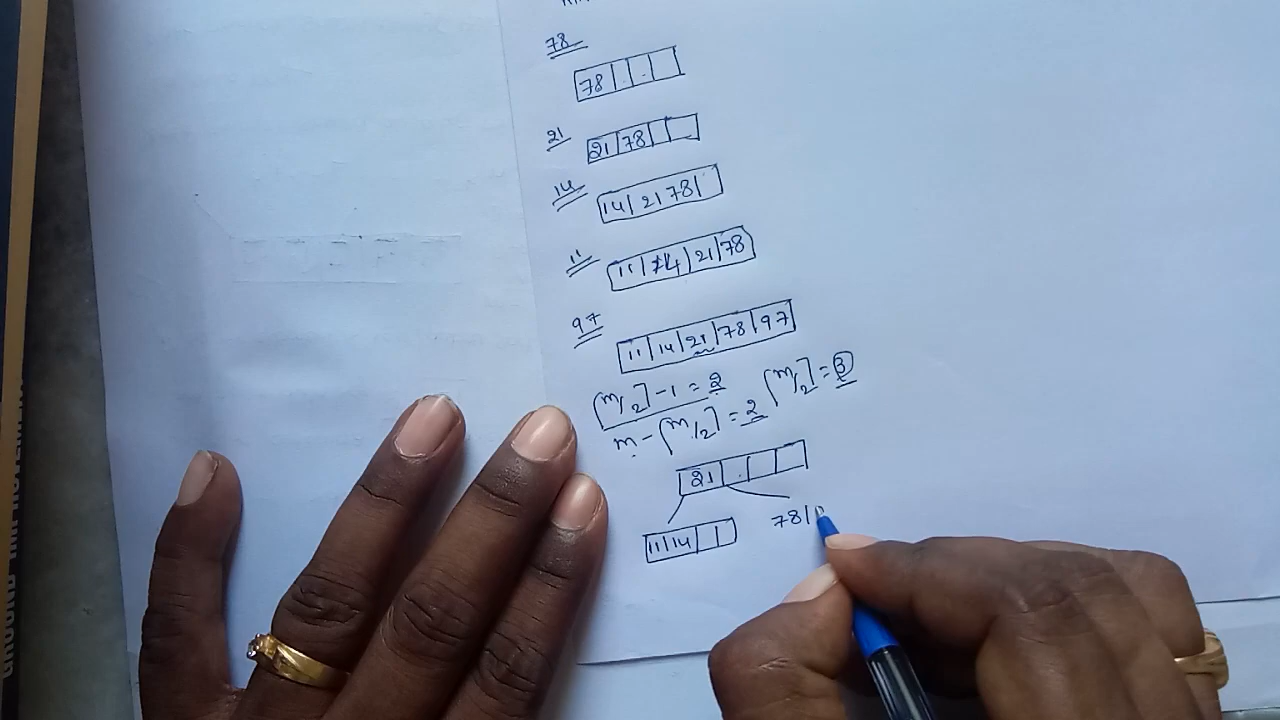 78
78
21
21 78
14
14 21 78
11
11 14 21 78
97
11 14 21 78 97
⌈m/2⌉ - 1 = 2 ⌈m/2⌉ = 3
m - ⌈m/2⌉ = 2
21
11 14 78